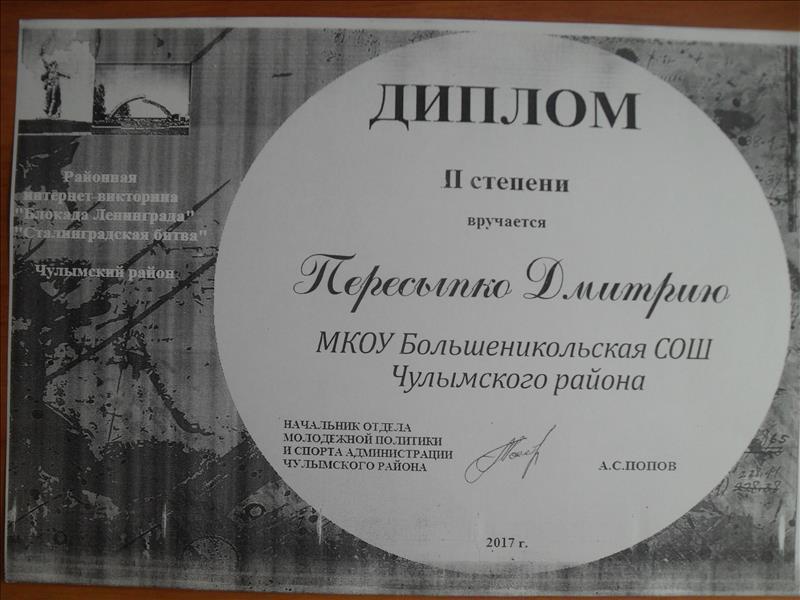 Районная
интернет-викторина
"Блокада Ленинграда"
"Сталинградская битва"
Чулымский район
ДИПЛОМ
II степени
вручается
Пересыпко Дмитрию
МКОУ Большеникольская СОШ
Чулымского района
НАЧАЛЬНИК ОТДЕЛА
МОЛОДЕЖНОЙ ПОЛИТИКИ
И СПОРТА АДМИНИСТРАЦИИ
ЧУЛЫМСКОГО РАЙОНА
А.С.ПОПОВ
2017 г.